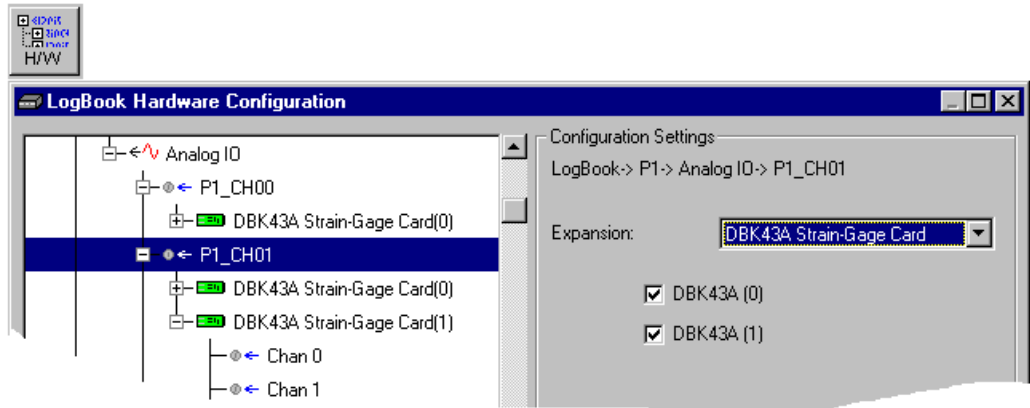 H/W
LogBook Hardware Configuration
Analog IO
P1_CH00
DBK43A Strain-Gage Card(0)
P1_CH01
DBK43A Strain-Gage Card(0)
DBK43A Strain-Gage Card(1)
Chan 0
Chan 1
Configuration Settings
LogBook-> P1-> Analog IO-> P1_CH01
Expansion:
DBK43A Strain-Gage Card
DBK43A (0)
DBK43A (1)